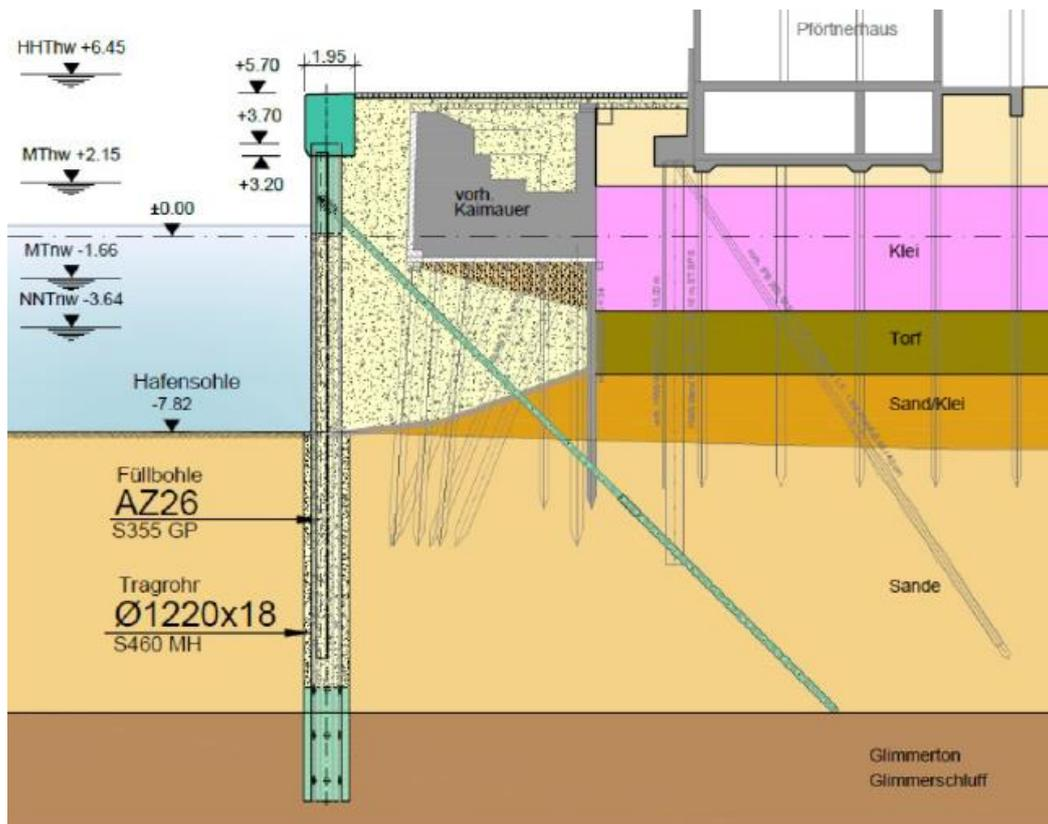 Pförtnerhaus
HHThw +6.45
1.95
+5.70
+3.70
MThw +2.15
+3.20
vorh.
Kaimauer
±0.00
MTnw -1.66
Klei
NNTnw -3.64
Torf
Hafensohle
-7.82
Sand/Klei
Füllbohle
AZ26
S355 GP
Tragrohr
Ø1220x18
S460 MH
Sande
Glimmerton
Glimmerschluff